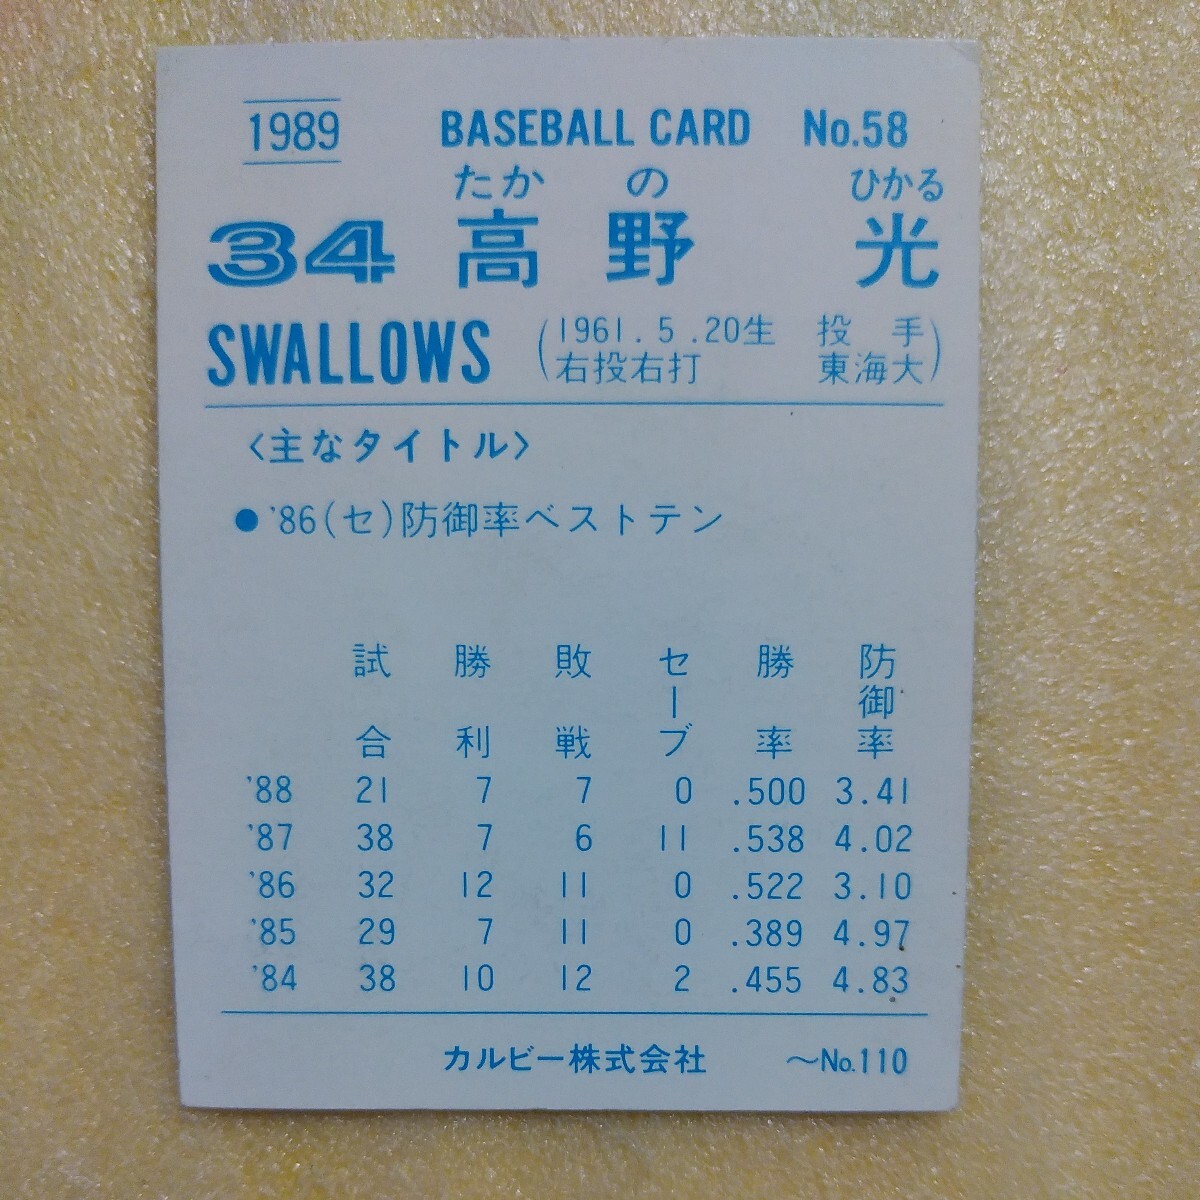 1989 BASEBALL CARD No.58
たか の ひかる
34 高野 光
SWALLOWS (1961.5.20生 投手
右投右打 東海大)
〈主なタイトル〉
●'86(セ)防御率ベストテン
試合 勝利 敗戦 セーブ 勝率 防御率
'88 21 7 7 0 .500 3.41
'87 38 7 6 11 .538 4.02
'86 32 12 11 0 .522 3.10
'85 29 7 11 0 .389 4.97
'84 38 10 12 2 .455 4.83
カルビー株式会社 〜No.110